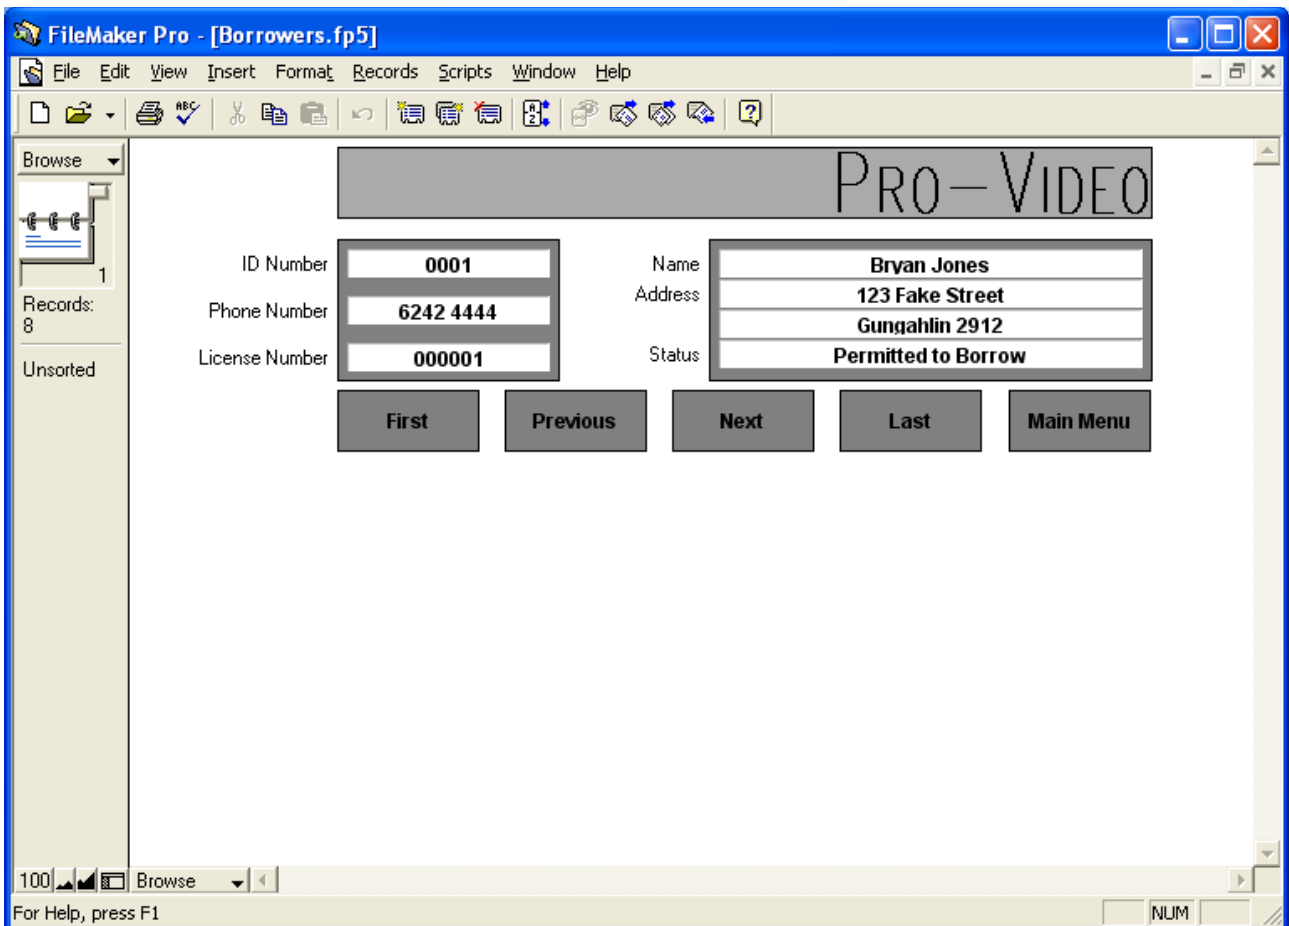 FileMaker Pro - [Borrowers.fp5]
File Edit View Insert Format Records Scripts Window Help
ABC
Browse
PRO-VIDEO
1
Records:
8
Unsorted
ID Number 0001
Phone Number 6242 4444
License Number 000001
Name Bryan Jones
Address 123 Fake Street
Gungahlin 2912
Status Permitted to Borrow
First Previous Next Last Main Menu
100 Browse
For Help, press F1 NUM